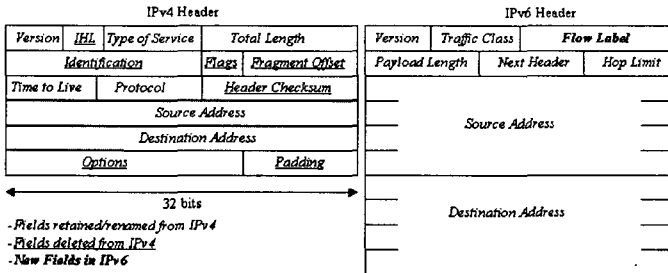 IPv4 Header
Version IHL Type of Service Total Length
Identification Flags Fragment Offset
Time to Live Protocol Header Checksum
Source Address
Destination Address
Options Padding
32 bits
-Fields retained/renamed from IPv4
-Fields deleted from IPv4
-New Fields in IPv6
IPv6 Header
Version Traffic Class Flow Label
Payload Length Next Header Hop Limit
Source Address
Destination Address